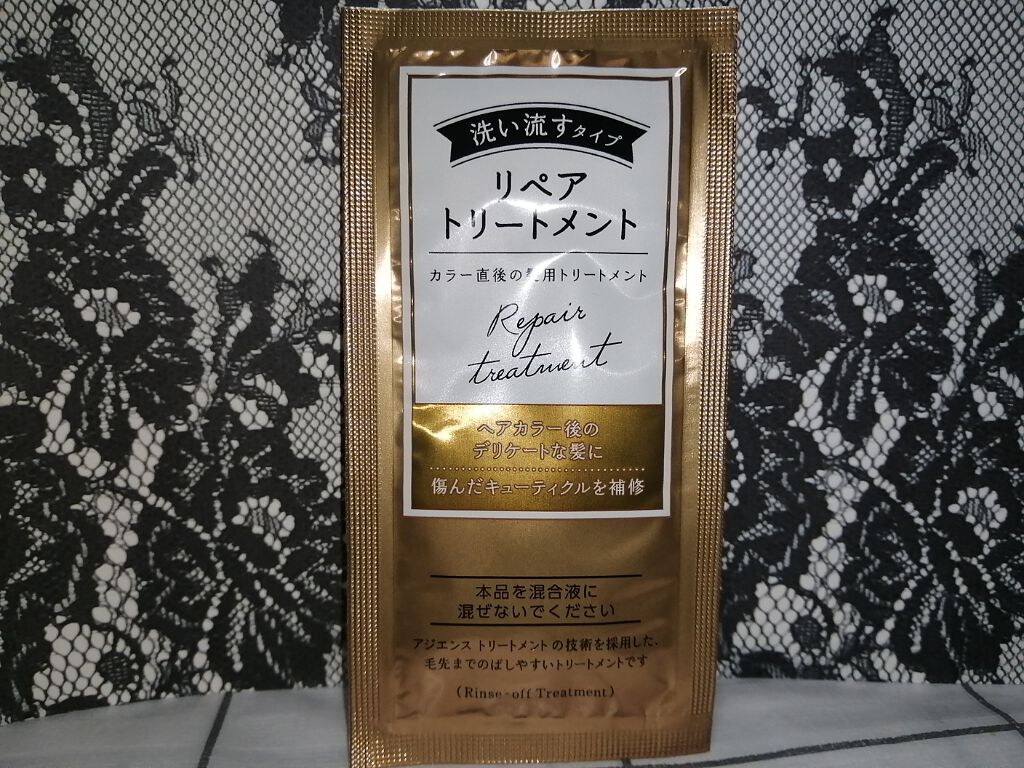 洗い流すタイプ
リペア
トリートメント
カラー直後の髪用トリートメント
Repair
treatment
ヘアカラー後の
デリケートな髪に
傷んだキューティクルを補修
本品を混合液に
混ぜないでください
アジエンス トリートメントの技術を採用した、
毛先までのばしやすいトリートメントです
(Rinse-off Treatment)